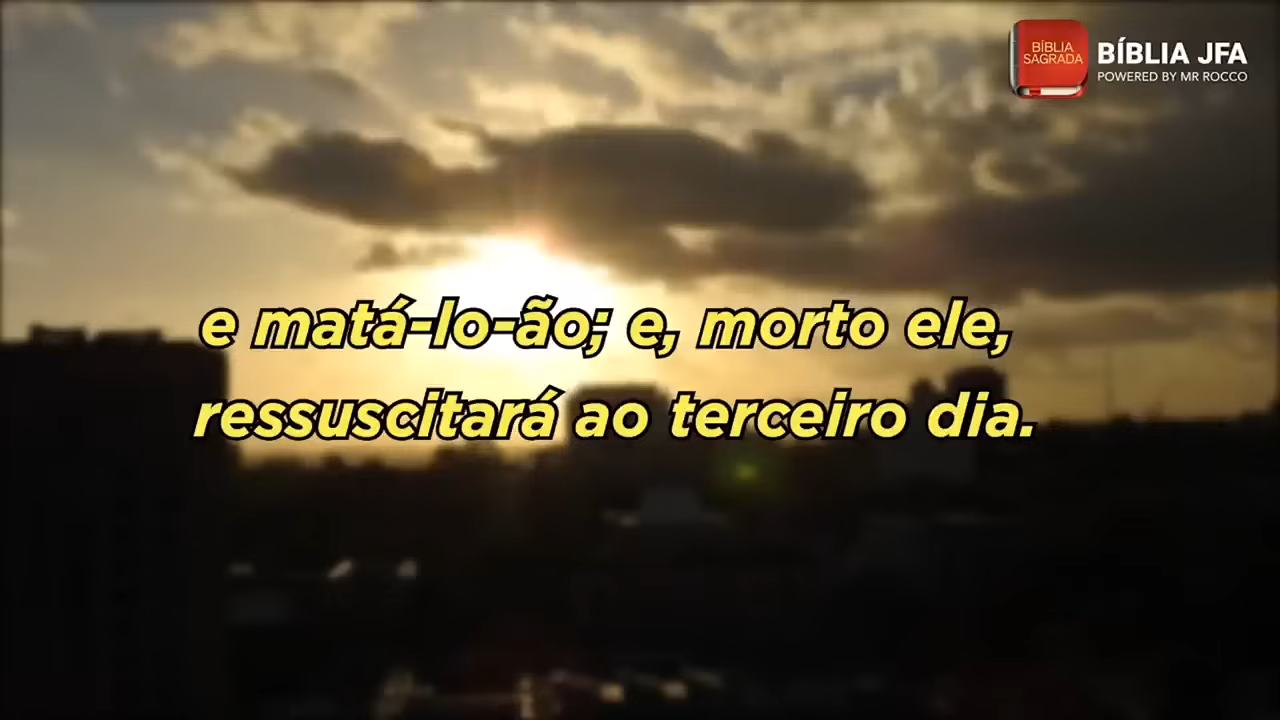 BÍBLIA
SAGRADA
BÍBLIA JFA
POWERED BY MR ROCCO
e matá-lo-ão; e, morto ele,
ressuscitará ao terceiro dia.